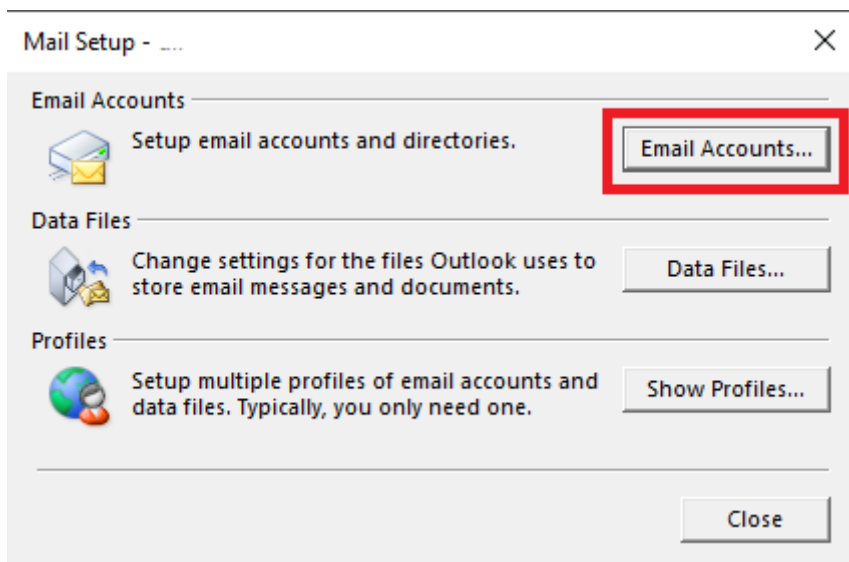 Mail Setup -
Email Accounts
Setup email accounts and directories.
Email Accounts...
Data Files
Change settings for the files Outlook uses to
store email messages and documents.
Data Files...
Profiles
Setup multiple profiles of email accounts and
data files. Typically, you only need one.
Show Profiles...
Close